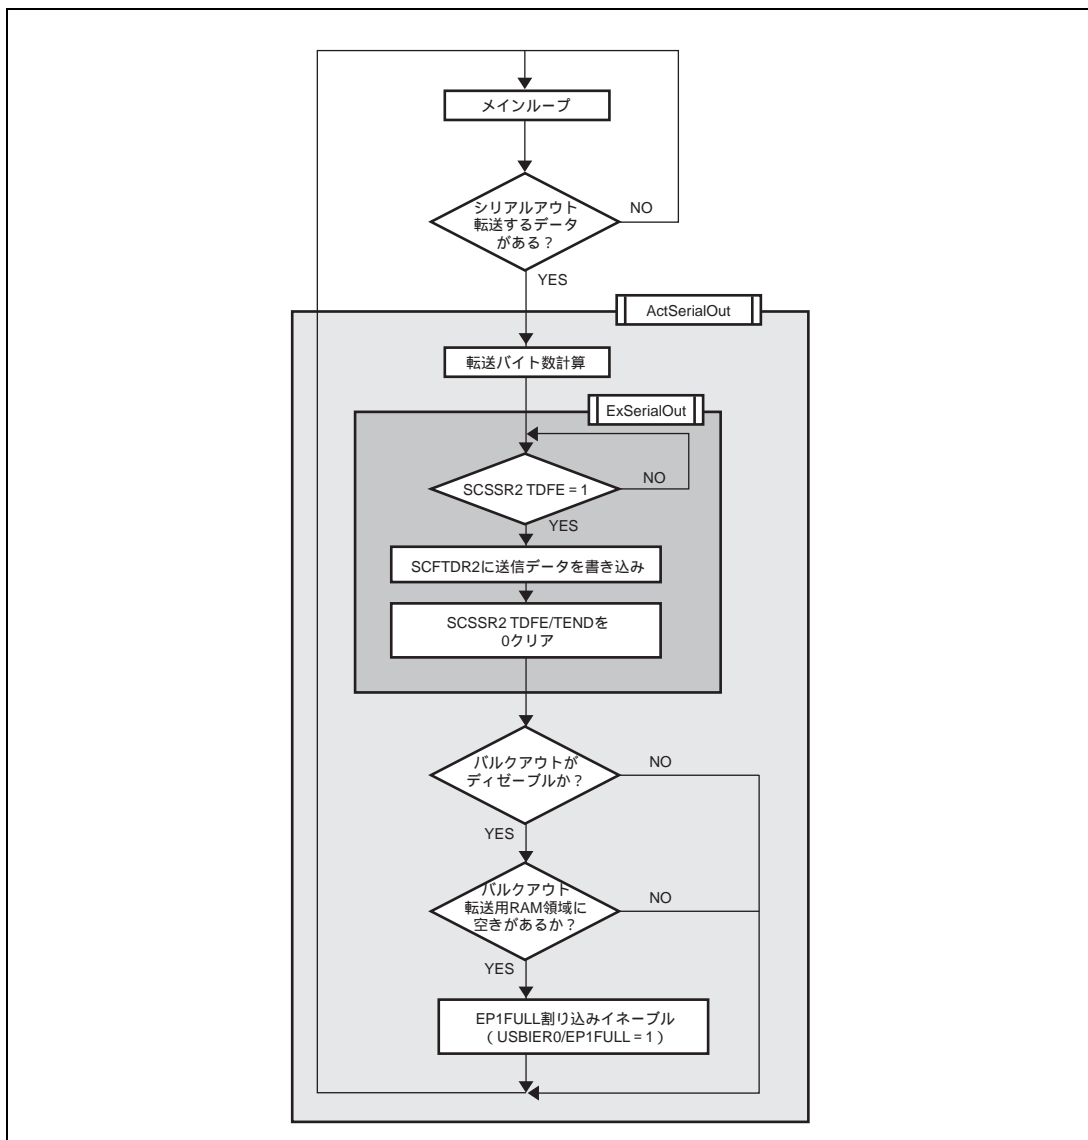 メインループ
シリアルアウト
転送するデータ
がある？
NO
YES
ActSerialOut
転送バイト数計算
ExSerialOut
SCSSR2 TDFE = 1
NO
YES
SCFTDR2に送信データを書き込み
SCSSR2 TDFE/TENDを
0クリア
バルクアウトが
ディゼーブルか？
NO
YES
バルクアウト
転送用RAM領域に
空きがあるか？
NO
YES
EP1FULL割り込みイネーブル
（ USBIER0/EP1FULL = 1 ）